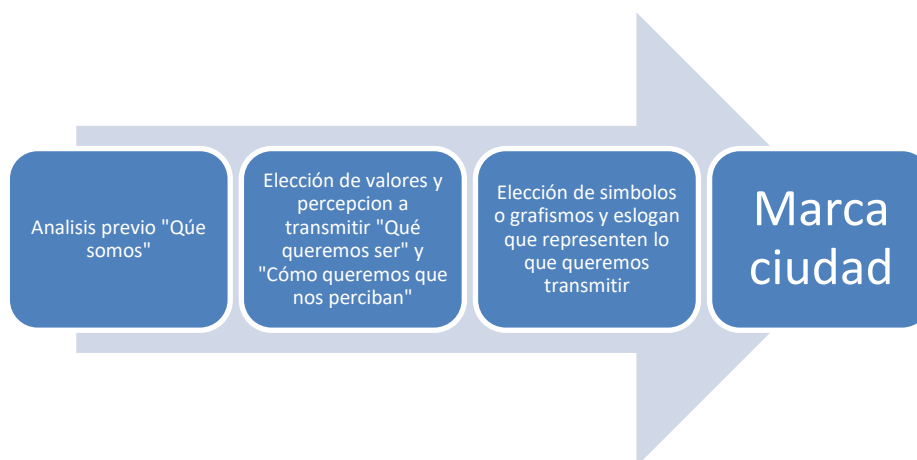 Analisis previo "Qúe
somos"
Elección de valores y
percepcion a
transmitir "Qué
queremos ser" y
"Cómo queremos que
nos perciban"
Elección de simbolos
o grafismos y eslogan
que representen lo
que queremos
transmitir
Marca
ciudad